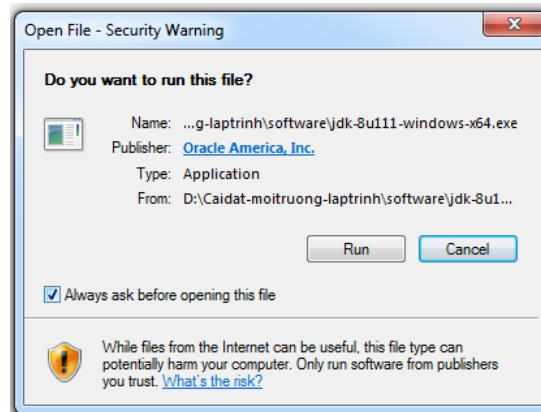 Open File - Security Warning
Do you want to run this file?
Name: ...g-laptrinh\software\jdk-8u111-windows-x64.exe
Publisher: Oracle America, Inc.
Type: Application
From: D:\Caidat-moitruong-laptrinh\software\jdk-8u1...
Run Cancel
Always ask before opening this file
While files from the Internet can be useful, this file type can
potentially harm your computer. Only run software from publishers
you trust. What's the risk?